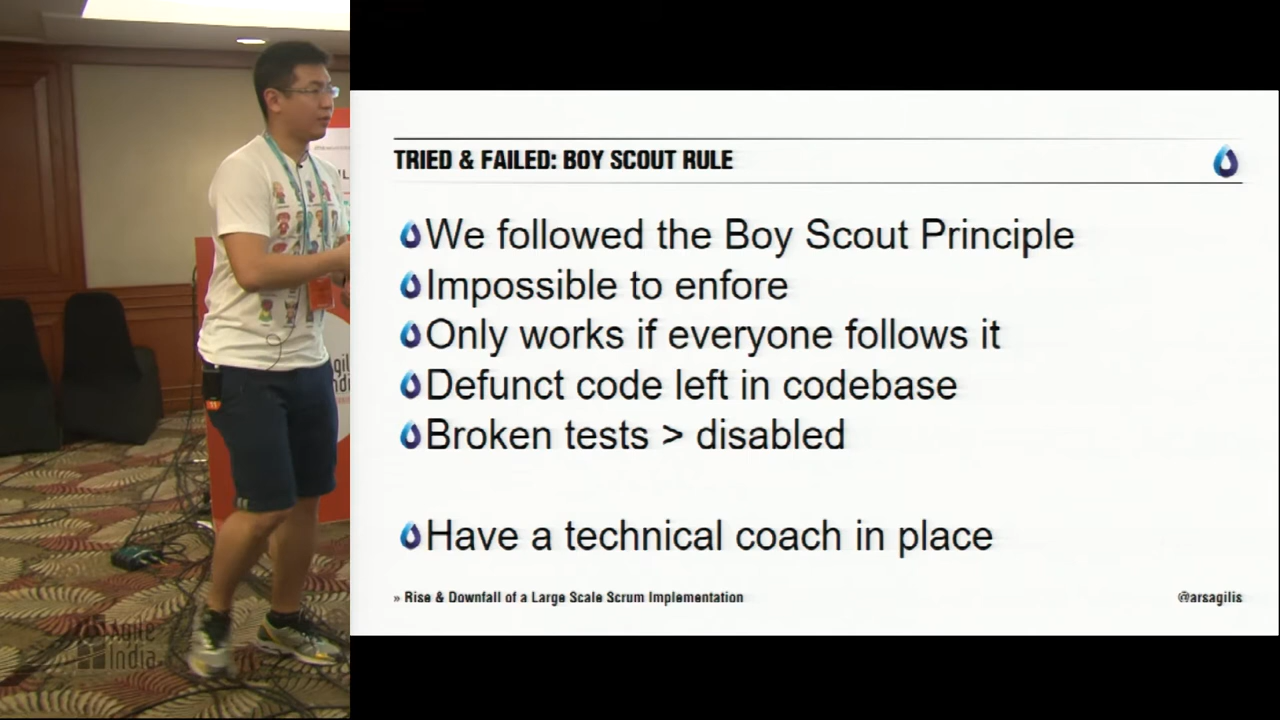 TRIED & FAILED: BOY SCOUT RULE
We followed the Boy Scout Principle
Impossible to enfore
Only works if everyone follows it
Defunct code left in codebase
Broken tests > disabled
Have a technical coach in place
» Rise & Downfall of a Large Scale Scrum Implementation
@arsagilis
Agile
India